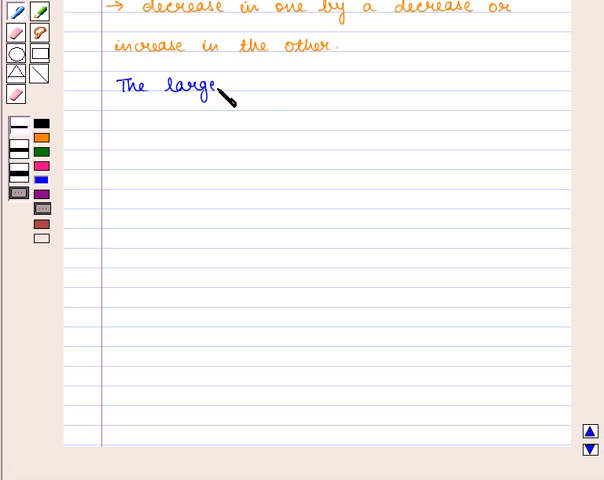 → decrease in one by a decrease or
increase in the other.
The large